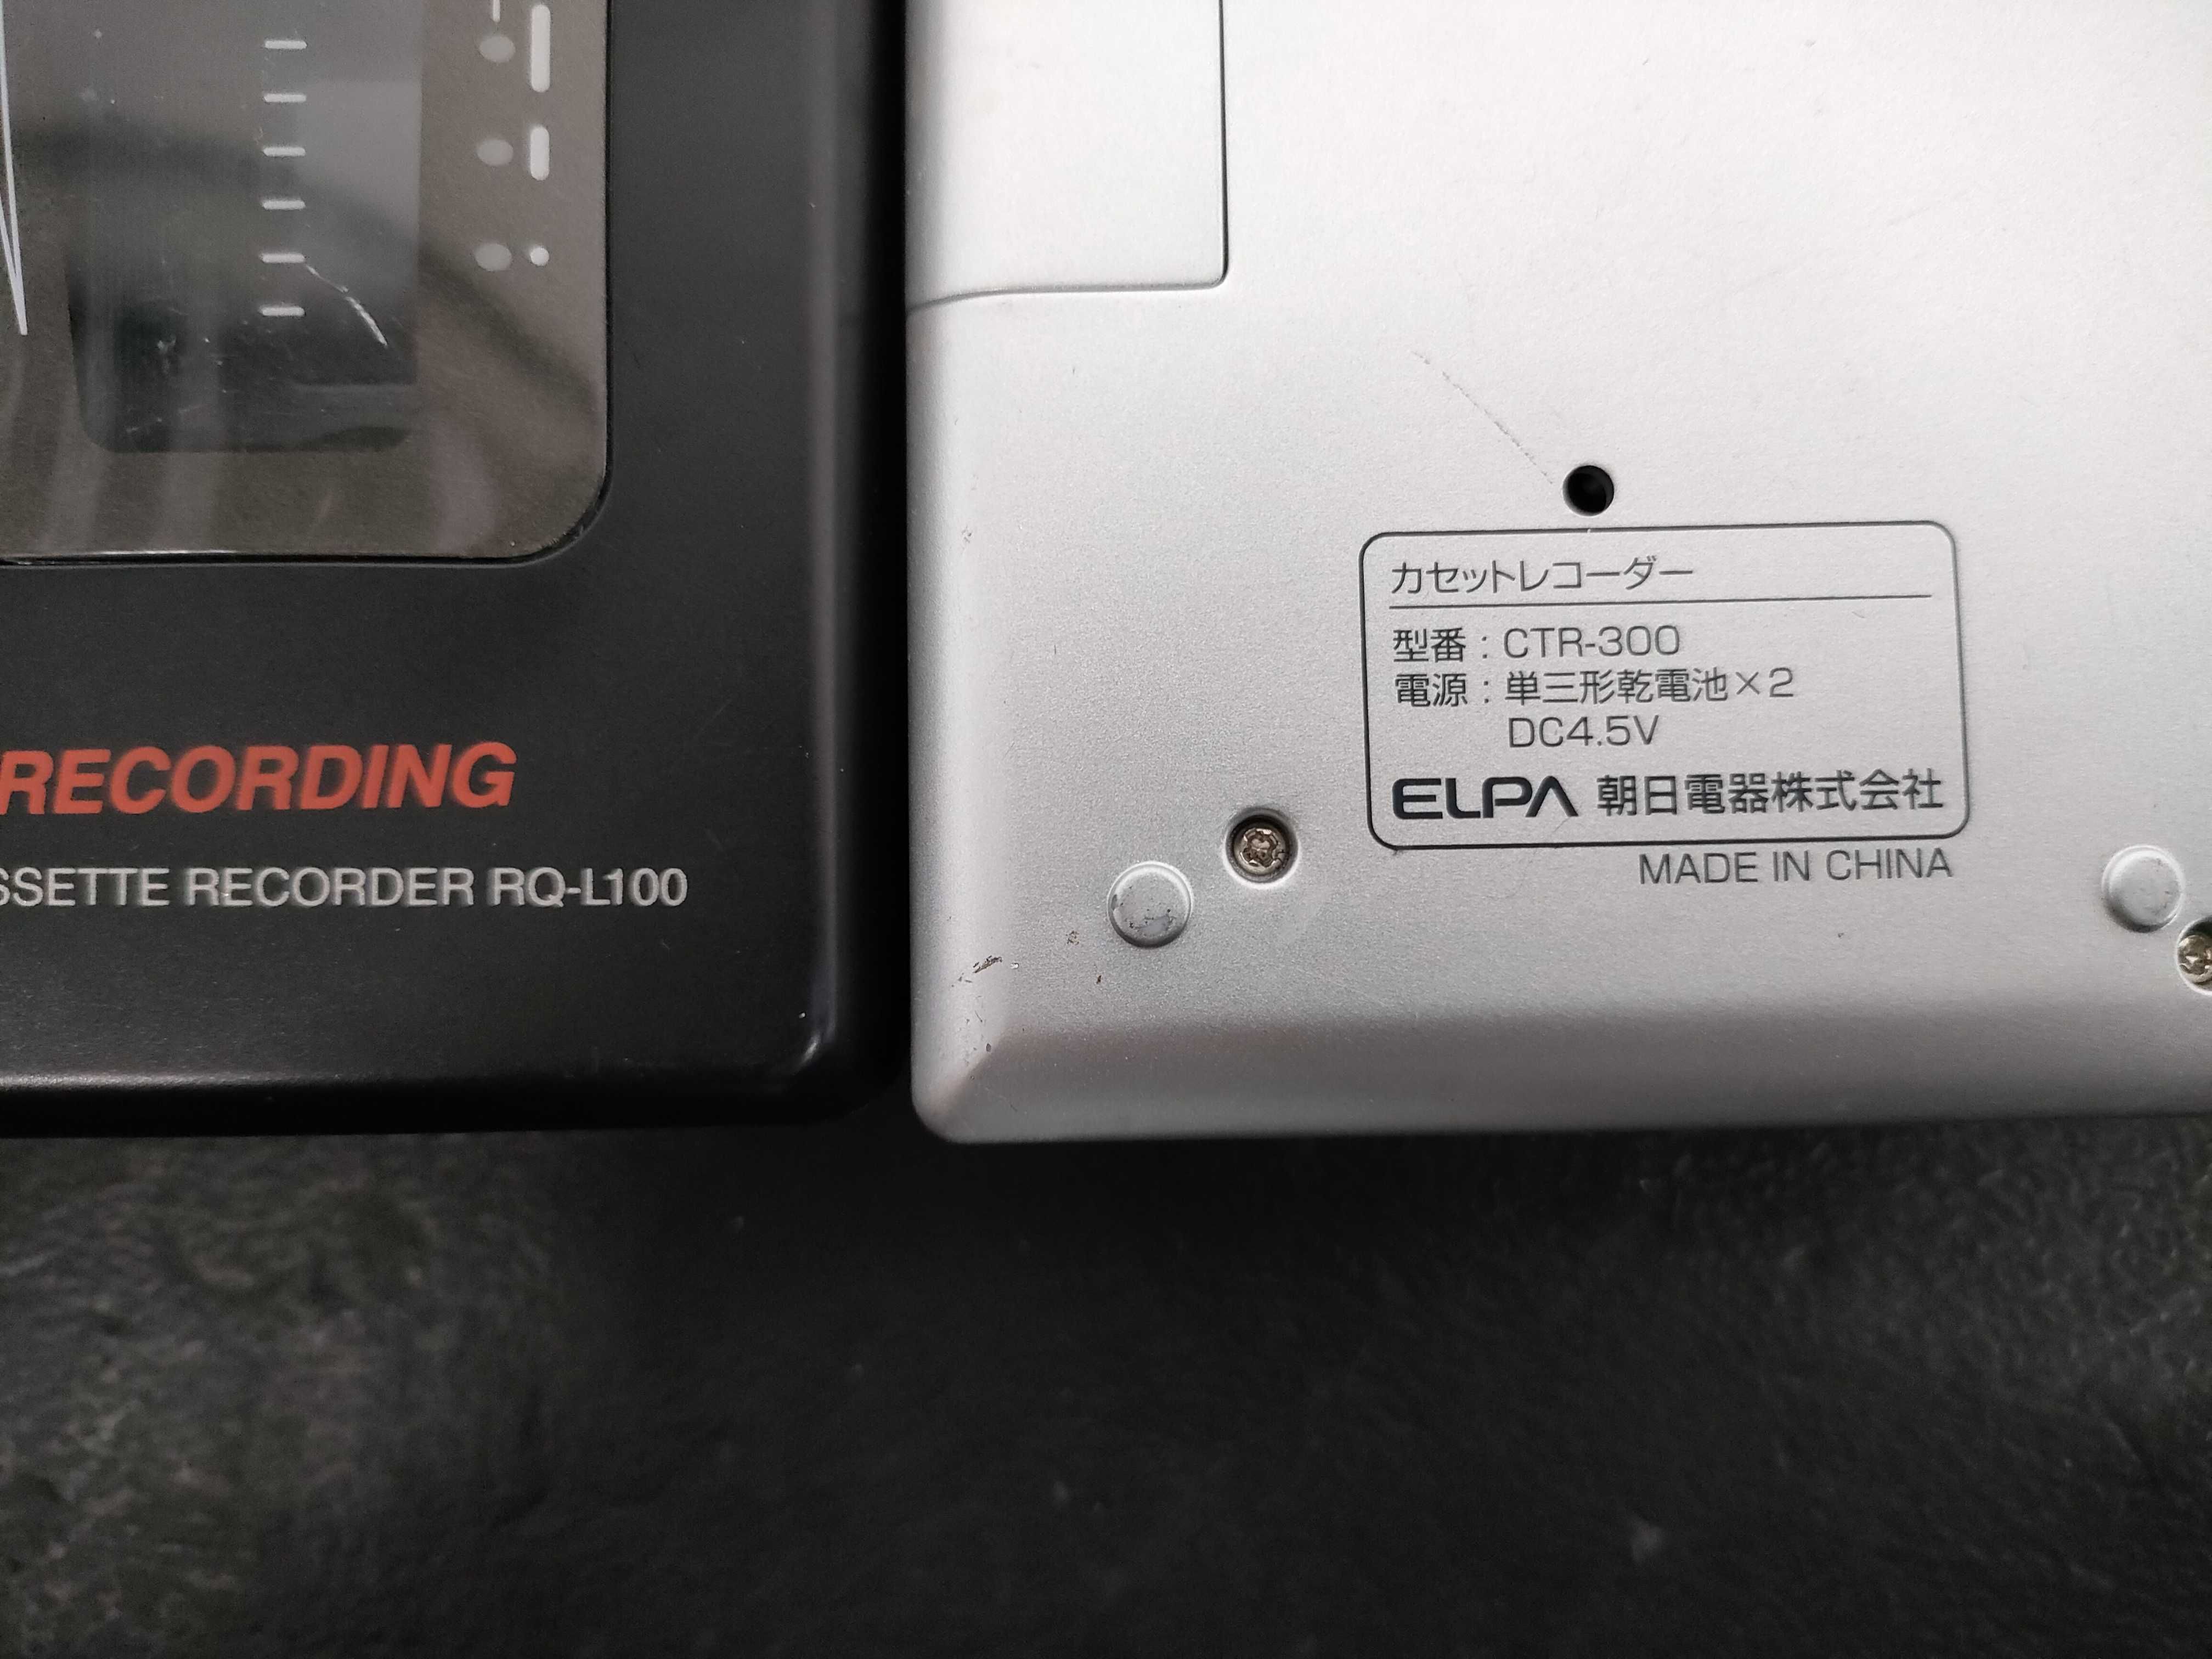 RECORDING
SSETTE RECORDER RQ-L100
カセットレコーダー
型番：CTR-300
電源：単三形乾電池×2
DC4.5V
ELPA 朝日電器株式会社
MADE IN CHINA